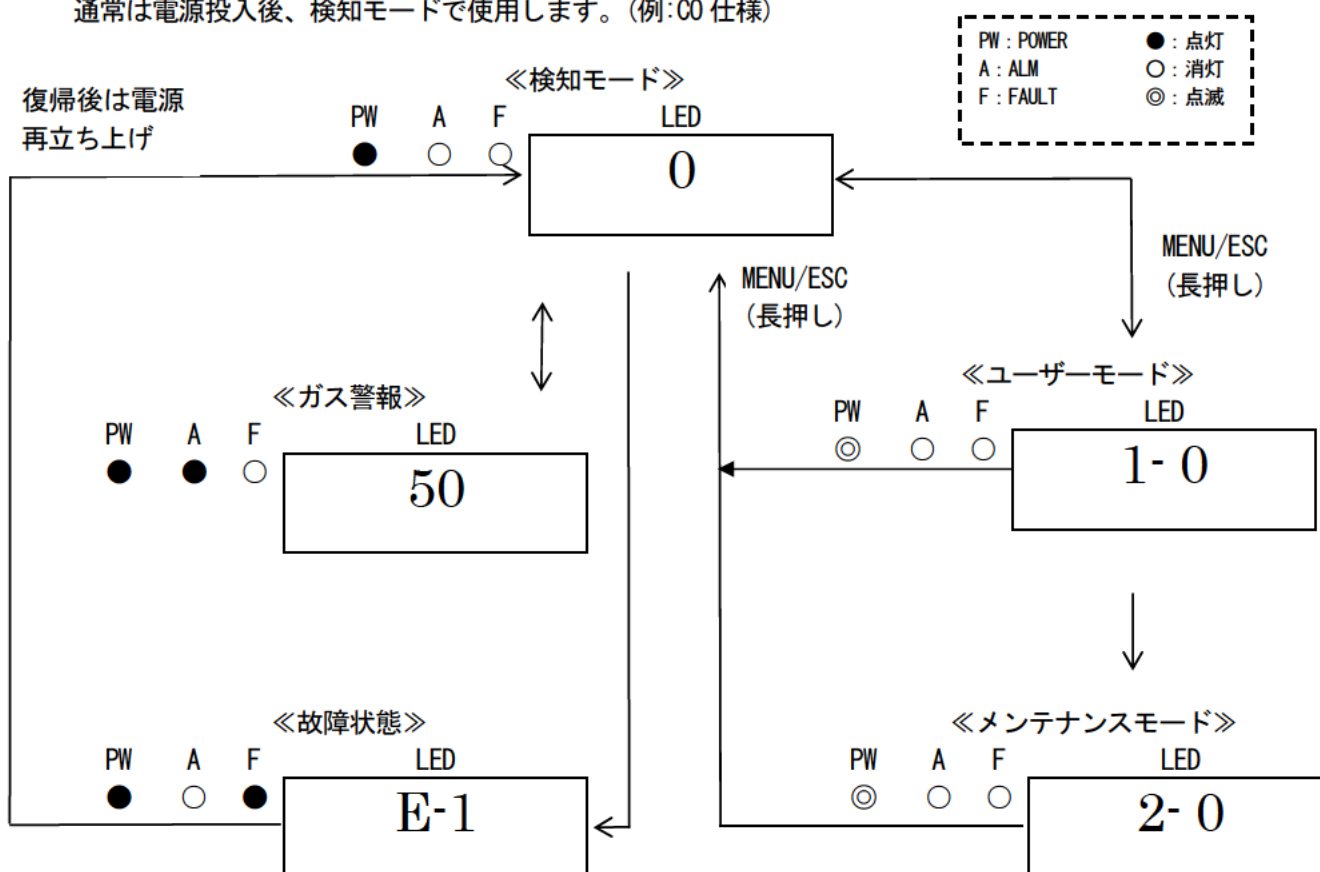 通常は電源投入後、検知モードで使用します。(例:CO 仕様)
PW:POWER ●:点灯
A:ALM ○:消灯
F:FAULT ◎:点滅
復帰後は電源
再立ち上げ
≪検知モード≫
PW A F LED
● ○ ○
0
MENU/ESC
(長押し)
MENU/ESC
(長押し)
≪ガス警報≫
PW A F LED
● ● ○
50
≪ユーザーモード≫
PW A F LED
◎ ○ ○
1- 0
≪故障状態≫
PW A F LED
● ○ ●
E-1
≪メンテナンスモード≫
PW A F LED
◎ ○ ○
2- 0